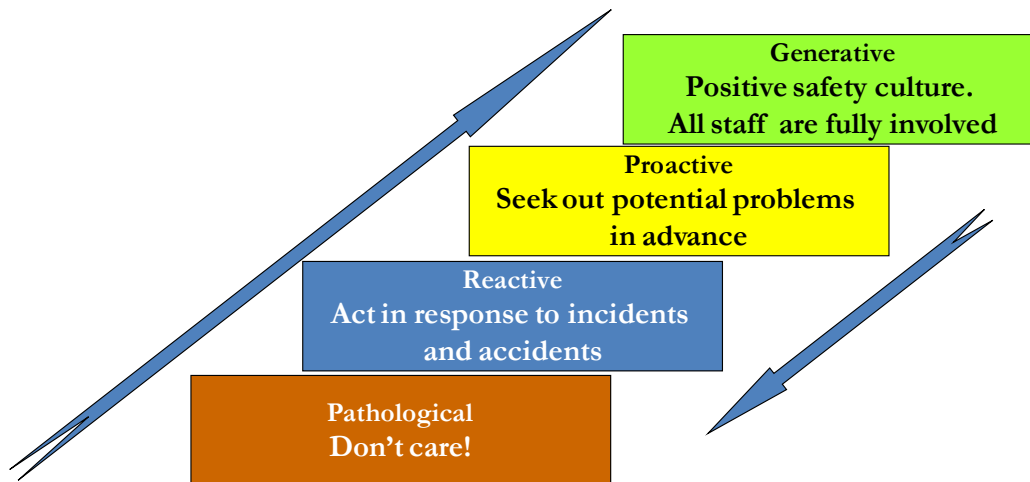 Generative
Positive safety culture.
All staff are fully involved
Proactive
Seek out potential problems
in advance
Reactive
Act in response to incidents
and accidents
Pathological
Don’t care!